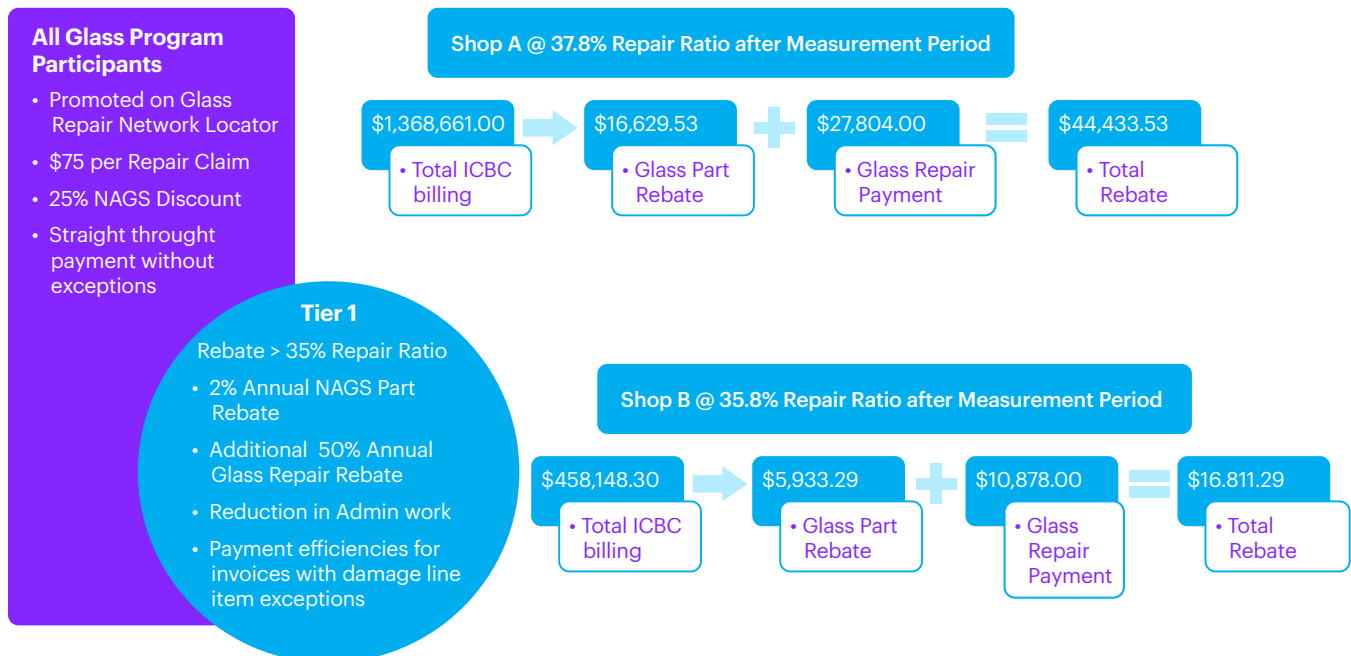 All Glass Program
Participants
• Promoted on Glass
Repair Network Locator
• $75 per Repair Claim
• 25% NAGS Discount
• Straight throught
payment without
exceptions
Tier 1
Rebate > 35% Repair Ratio
• 2% Annual NAGS Part
Rebate
• Additional 50% Annual
Glass Repair Rebate
• Reduction in Admin work
• Payment efficiencies for
invoices with damage line
item exceptions
Shop A @ 37.8% Repair Ratio after Measurement Period
$1,368,661.00
• Total ICBC
billing
$16,629.53
• Glass Part
Rebate
$27,804.00
• Glass Repair
Payment
$44,433.53
• Total
Rebate
Shop B @ 35.8% Repair Ratio after Measurement Period
$458,148.30
• Total ICBC
billing
$5,933.29
• Glass Part
Rebate
$10,878.00
• Glass
Repair
Payment
$16.811.29
• Total
Rebate